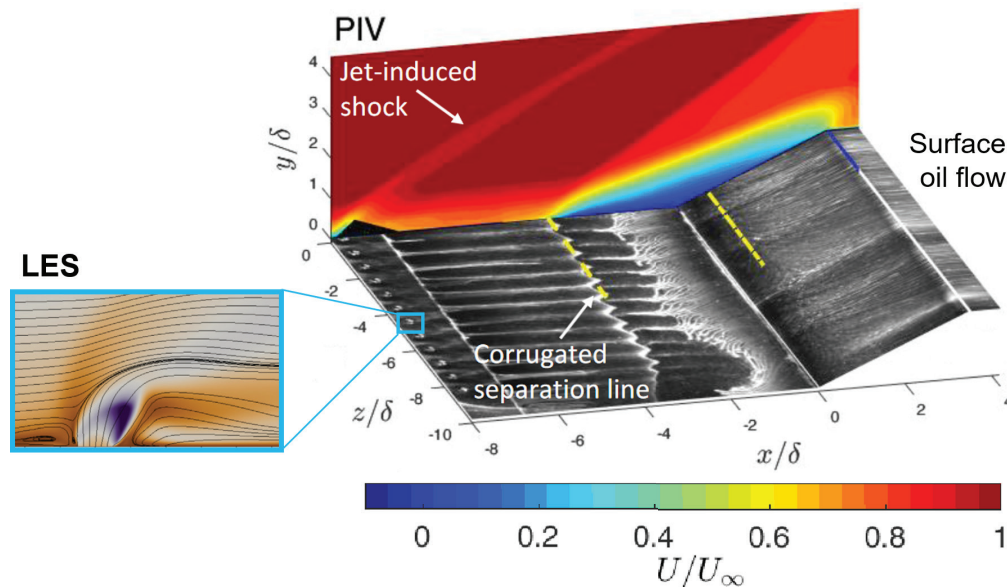 PIV
Jet-induced
shock
y/δ
4
3
2
1
0
Surface
oil flow
LES
Corrugated
separation line
0
-2
-4
-6
-8
-10
z/δ
-8
-6
-4
-2
0
2
4
x/δ
0
0.2
0.4
0.6
0.8
1
U/U∞